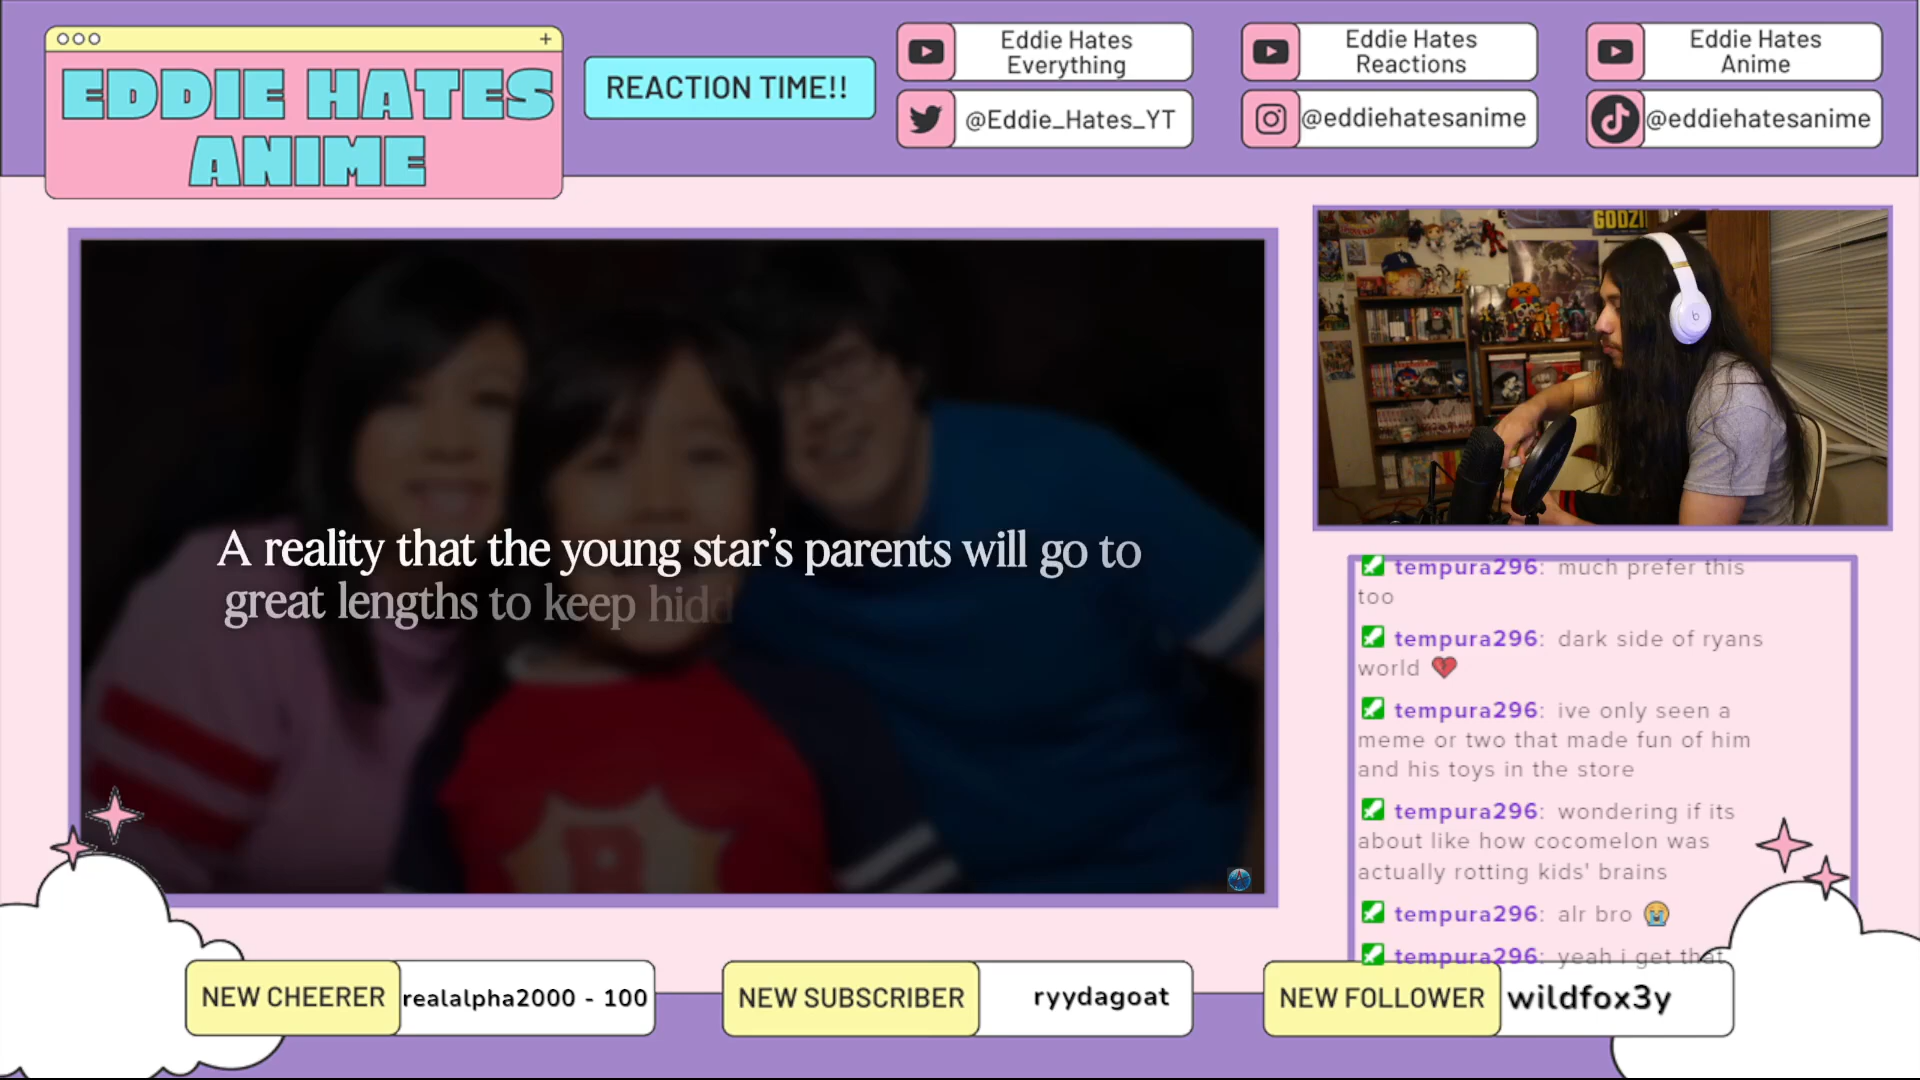 EDDIE HATES
ANIME
REACTION TIME!!
Eddie Hates
Everything
Eddie Hates
Reactions
Eddie Hates
Anime
@Eddie_Hates_YT
@eddiehatesanime
@eddiehatesanime
GODZI
A reality that the young star's parents will go to
great lengths to keep hidd
tempura296: much prefer this
too
tempura296: dark side of ryans
world 💔
tempura296: ive only seen a
meme or two that made fun of him
and his toys in the store
tempura296: wondering if its
about like how cocomelon was
actually rotting kids' brains
tempura296: alr bro 😭
tempura296: yeah i get that
NEW CHEERER
realalpha2000 - 100
NEW SUBSCRIBER
ryydagoat
NEW FOLLOWER
wildfox3y